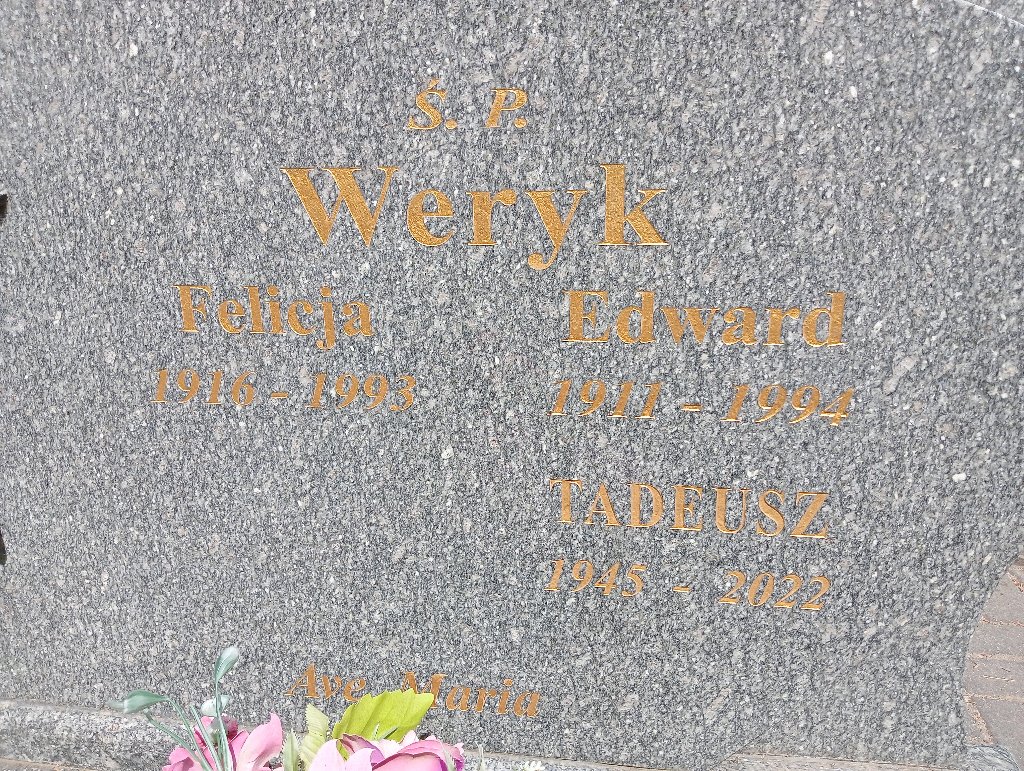 Ś. P.
Weryk
Felicja Edward
1916 - 1993 1911 - 1994
TADEUSZ
1945 - 2022
Ave Maria